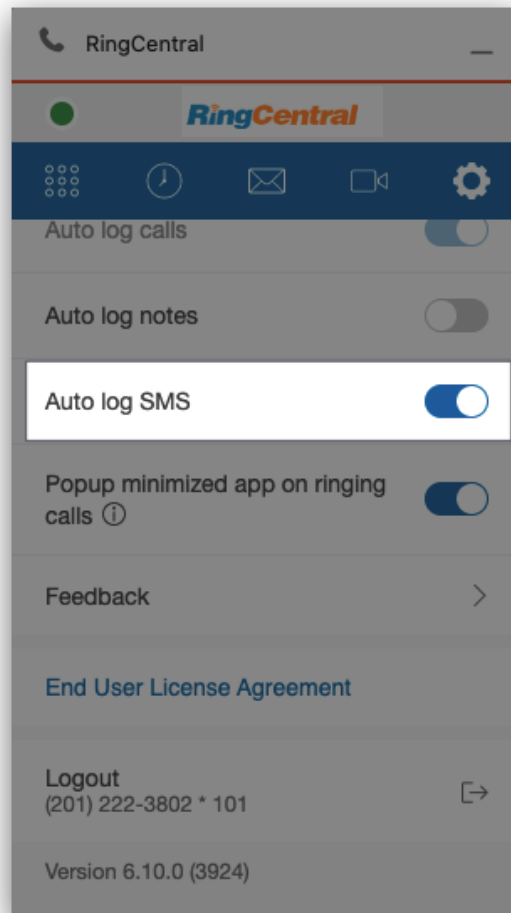 RingCentral
RingCentral
Auto log calls
Auto log notes
Auto log SMS
Popup minimized app on ringing
calls
Feedback
End User License Agreement
Logout
(201) 222-3802 * 101
Version 6.10.0 (3924)